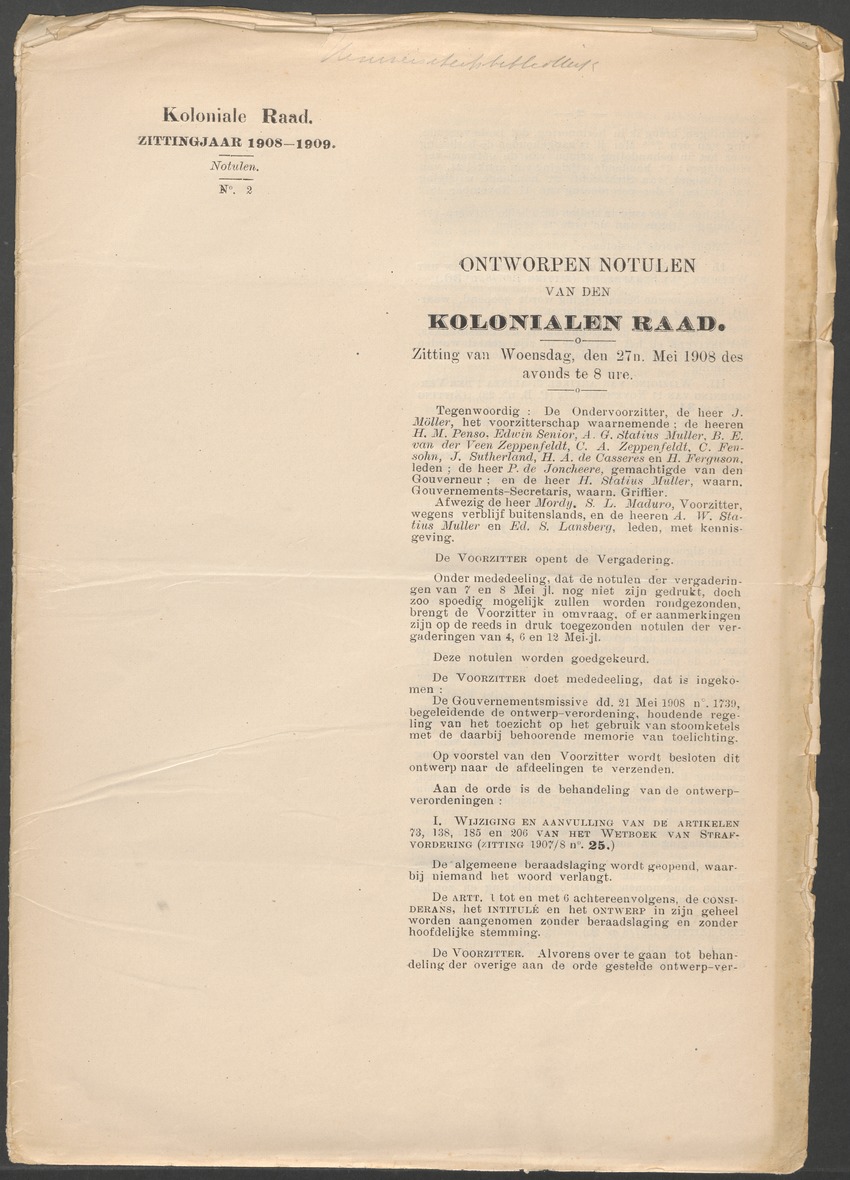 Universiteitsbibliotheek
Koloniale Raad.
ZITTINGJAAR 1908—1909.
Notulen.
N°. 2
ONTWORPEN NOTULEN
VAN DEN
KOLONIALEN RAAD.
Zitting van Woensdag, den 27n. Mei 1908 des
avonds te 8 ure.
Tegenwoordig : De Ondervoorzitter, de heer J.
Möller, het voorzitterschap waarnemende ; de heeren
H. M. Penso, Edwin Senior, A. G. Statius Muller, B. E.
van der Veen Zeppenfeldt, C. A. Zeppenfeldt, C. Fen-
sohn, J. Sutherland, H. A. de Casseres en H. Ferguson,
leden ; de heer P. de Joncheere, gemachtigde van den
Gouverneur ; en de heer H. Statius Muller, waarn.
Gouvernements-Secretaris, waarn. Griffier.
Afwezig de heer Mordy. S. L. Maduro, Voorzitter,
wegens verblijf buitenslands, en de heeren A. W. Sta-
tius Muller en Ed. S. Lansberg, leden, met kennis-
geving.
De VOORZITTER opent de Vergadering.
Onder mededeeling, dat de notulen der vergaderin-
gen van 7 en 8 Mei jl. nog niet zijn gedrukt, doch
zoo spoedig mogelijk zullen worden rondgezonden,
brengt de Voorzitter in omvraag, of er aanmerkingen
zijn op de reeds in druk toegezonden notulen der ver-
gaderingen van 4, 6 en 12 Mei jl.
Deze notulen worden goedgekeurd.
De VOORZITTER doet mededeeling, dat is ingeko-
men :
De Gouvernementsmissive dd. 21 Mei 1908 n°. 1739,
begeleidende de ontwerp-verordening, houdende rege-
ling van het toezicht op het gebruik van stoomketels
met de daarbij behoorende memorie van toelichting.
Op voorstel van den Voorzitter wordt besloten dit
ontwerp naar de afdeelingen te verzenden.
Aan de orde is de behandeling van de ontwerp-
verordeningen :
I. WIJZIGING EN AANVULLING VAN DE ARTIKELEN
73, 138, 185 en 206 VAN HET WETBOEK VAN STRAF-
VORDERING (ZITTING 1907/8 n°. 25.)
De algemeene beraadslaging wordt geopend, waar-
bij niemand het woord verlangt.
De ARTT. 1 tot en met 6 achtereenvolgens, de CONSI-
DERANS, het INTITULÉ en het ONTWERP in zijn geheel
worden aangenomen zonder beraadslaging en zonder
hoofdelijke stemming.
De VOORZITTER. Alvorens over te gaan tot behan-
deling der overige aan de orde gestelde ontwerp-ver-